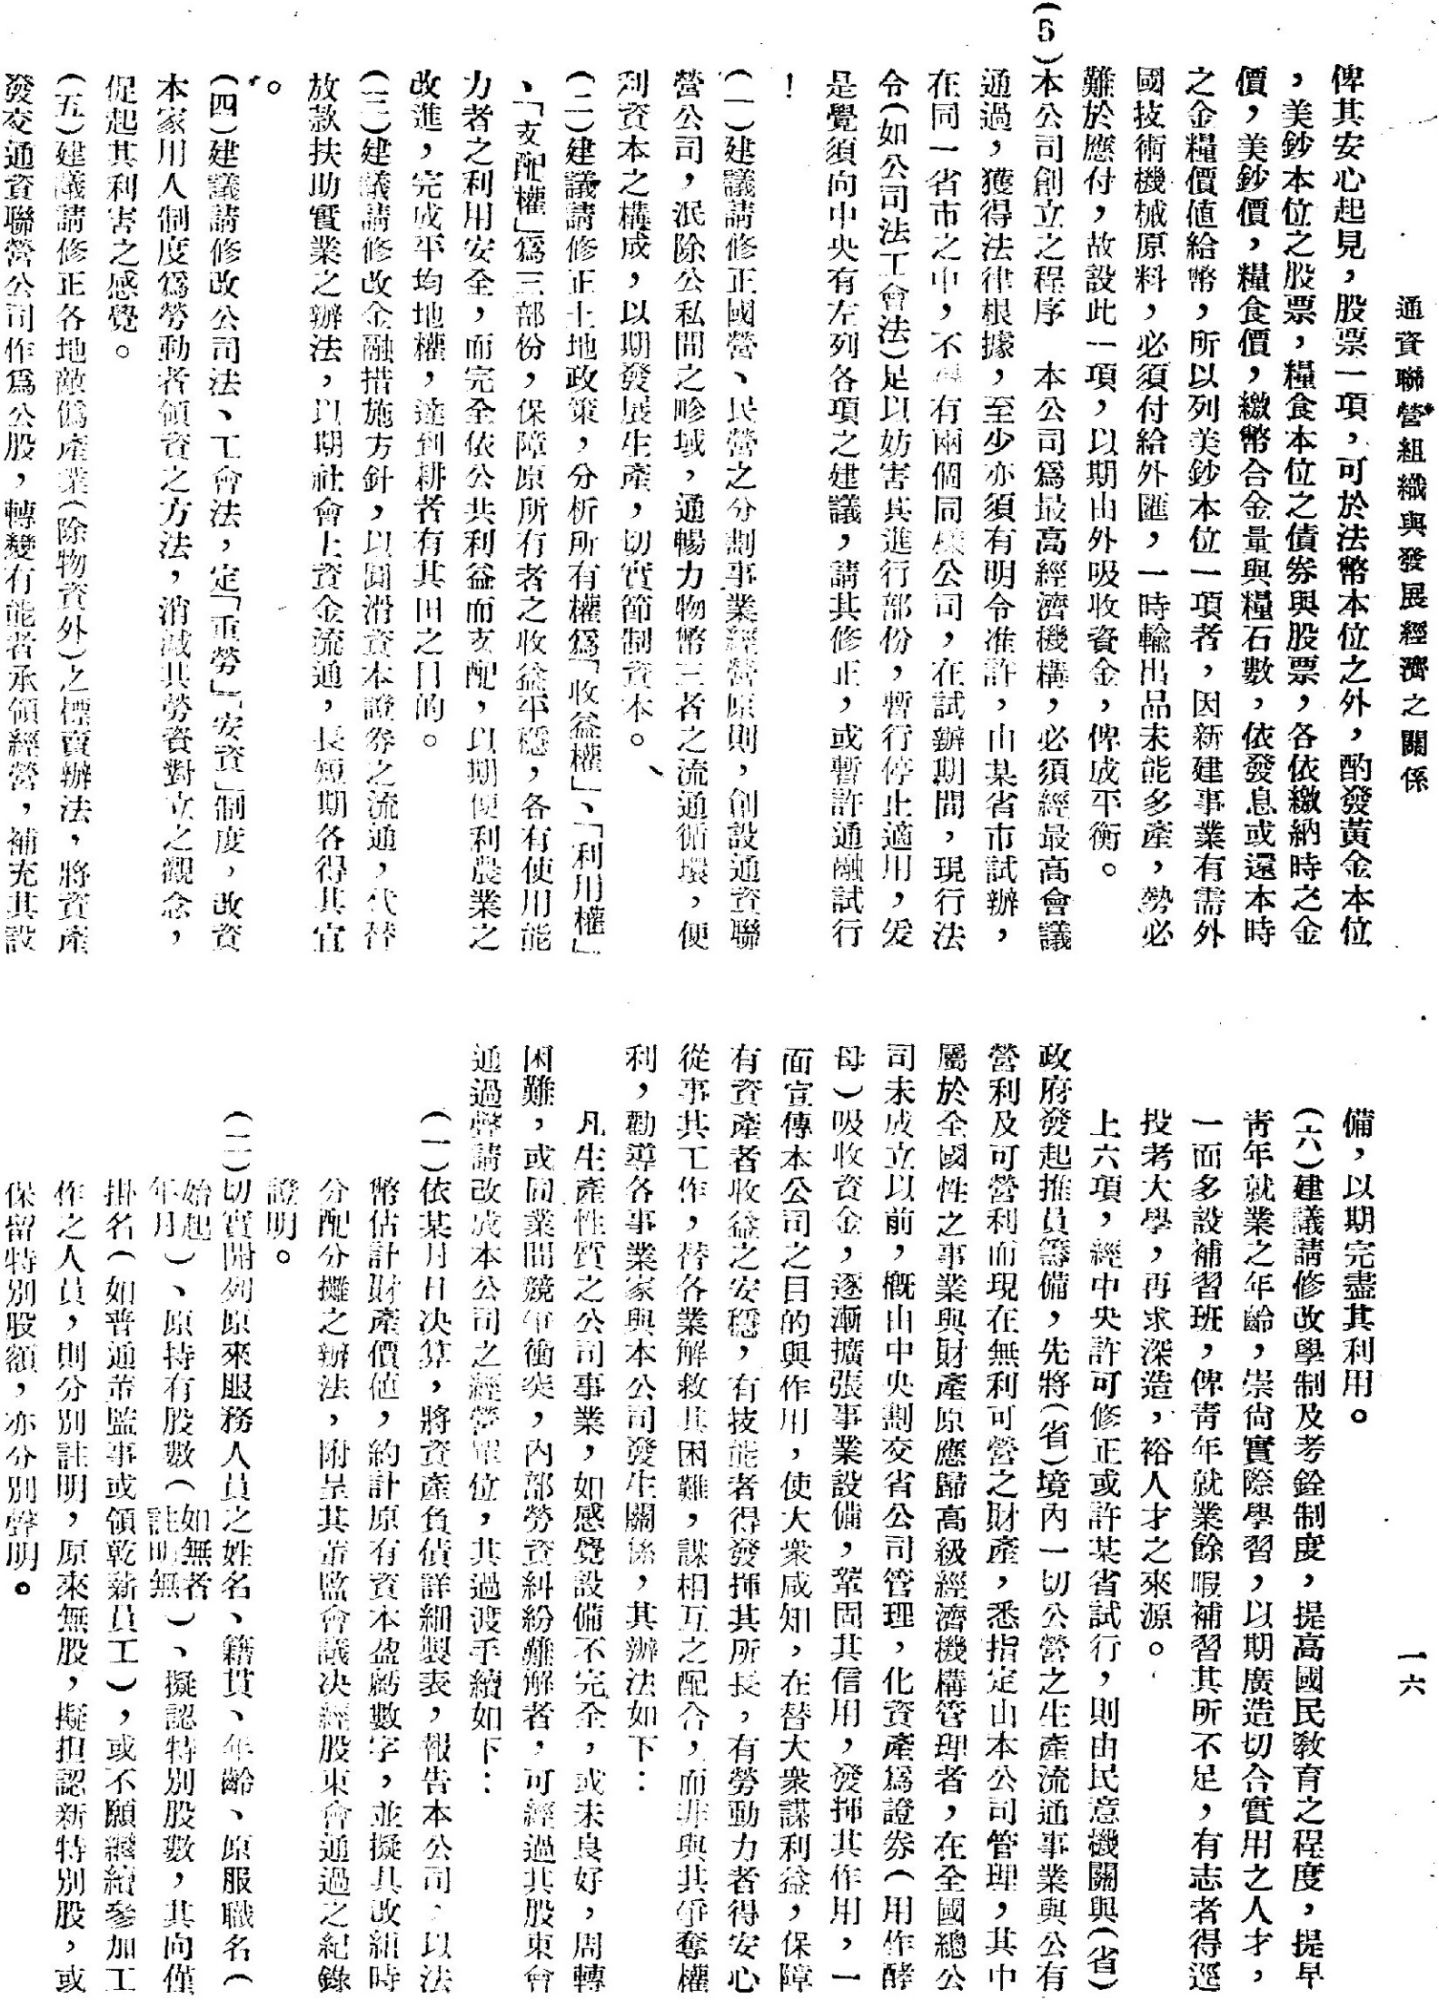 通資聯營組織與發展經濟之關係
一六
俾其安心起見，股票一項，可於法幣本位之外，酌發黃金本位
，美鈔本位之股票，糧食本位之債券與股票，各依繳納時之金
價，美鈔價，糧食價，繳幣合金量與糧石數，依發息或還本時
之金糧價值給幣，所以列美鈔本位一項者，因新建事業有需外
國技術機械原料，必須付給外匯，一時輸出品未能多產，勢必
難於應付，故設此一項，以期由外吸收資金，俾成平衡。
(5)本公司創立之程序　本公司為最高經濟機構，必須經最高會議
通過，獲得法律根據，至少亦須有明令准許，由某省市試辦，
在同一省市之中，不得有兩個同樣公司，在試辦期間，現行法
令(如公司法工會法)足以妨害其進行部份，暫行停止適用，爰
是覺須向中央有左列各項之建議，請其修正，或暫許通融試行
！
(一)建議請修正國營、民營之分劃事業經營原則，創設通資聯
營公司，泯除公私間之畛域，通暢力物幣三者之流通循環，便
利資本之構成，以期發展生產，切實節制資本。
(二)建議請修正土地政策，分析所有權為「收益權」、「利用權」
、「支配權」為三部份，保障原所有者之收益平穩，各有使用能
力者之利用安全，而完全依公共利益而支配，以期便利農業之
改進，完成平均地權，達到耕者有其田之目的。
(三)建議請修改金融措施方針，以圓滑資本證券之流通，代替
放款扶助實業之辦法，以期社會上資金流通，長短期各得其宜
。
(四)建議請修改公司法、工會法，定「重勞」「安資」制度，改資
本家用人制度為勞動者領資之方法，消滅其勞資對立之觀念，
促起其利害之感覺。
(五)建議請修正各地敵偽產業(除物資外)之標賣辦法，將資產
發交通資聯營公司作為公股，轉變有能者承領經營，補充其設
備，以期完盡其利用。
(六)建議請修改學制及考銓制度，提高國民教育之程度，提早
青年就業之年齡，崇尚實際學習，以期廣造切合實用之人才，
一面多設補習班，俾青年就業餘暇補習其所不足，有志者得逕
投考大學，再求深造，裕人才之來源。
上六項，經中央許可修正或許某省試行，則由民意機關與(省)
政府發起推員籌備，先將(省)境內一切公營之生產流通事業與公有
營利及可營利而現在無利可營之財產，悉指定由本公司管理，其中
屬於全國性之事業與財產原應歸高級經濟機構管理者，在全國總公
司未成立以前，概由中央劃交省公司管理，化資產為證券(用作酵
母)吸收資金，逐漸擴張事業設備，鞏固其信用，發揮其作用，一
面宣傳本公司之目的與作用，使大衆咸知，在替大衆謀利益，保障
有資產者收益之安穩，有技能者得發揮其所長，有勞動力者得安心
從事其工作，替各業解救其困難，謀相互之配合，而非與其爭奪權
利，勸導各事業家與本公司發生關係，其辦法如下：
凡生產性質之公司事業，如感覺設備不完全，或未良好，周轉
困難，或同業間競爭衝突，內部勞資糾紛難解者，可經過其股東會
通過聲請改成本公司之經營單位，其過渡手續如下：
(一)依某月日決算，將資產負債詳細製表，報告本公司，以法
幣估計財產價值，約計原有資本盈虧數字，並擬具改組時
分配分攤之辦法，附呈其董監會議決經股東會通過之紀錄
證明。
(二)切實開列原來服務人員之姓名、籍貫、年齡、原服職名(
始起年月)、原持有股數(如無者註明無)、擬認特別股數，其向僅
掛名(如普通董監事或領乾薪員工)，或不願繼續參加工
作之人員，則分別註明，原來無股，擬担認新特別股，或
保留特別股額，亦分別聲明。